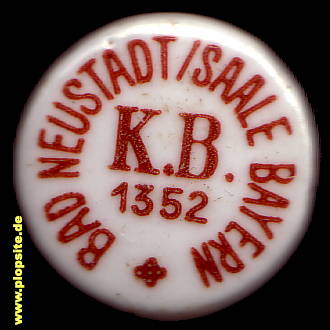 BAD NEUSTADT/SAALE BAYERN
K.B.
1352
www.plopsite.de